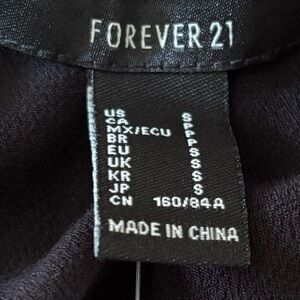 FOREVER 21
US S
CA S
MX/ECU P
BR P
EU S
UK S
KR S
JP S
CN 160/84A
MADE IN CHINA